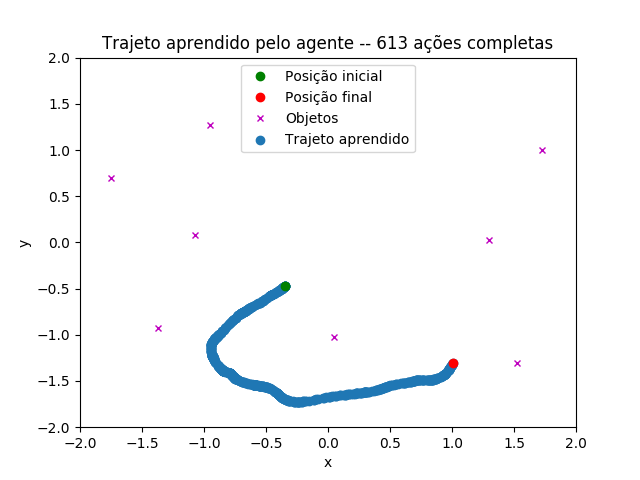 Trajeto aprendido pelo agente -- 613 ações completas
Posição inicial
Posição final
Objetos
Trajeto aprendido
2.0
1.5
1.0
0.5
0.0
−0.5
−1.0
−1.5
−2.0
y
−2.0 −1.5 −1.0 −0.5 0.0 0.5 1.0 1.5 2.0
x